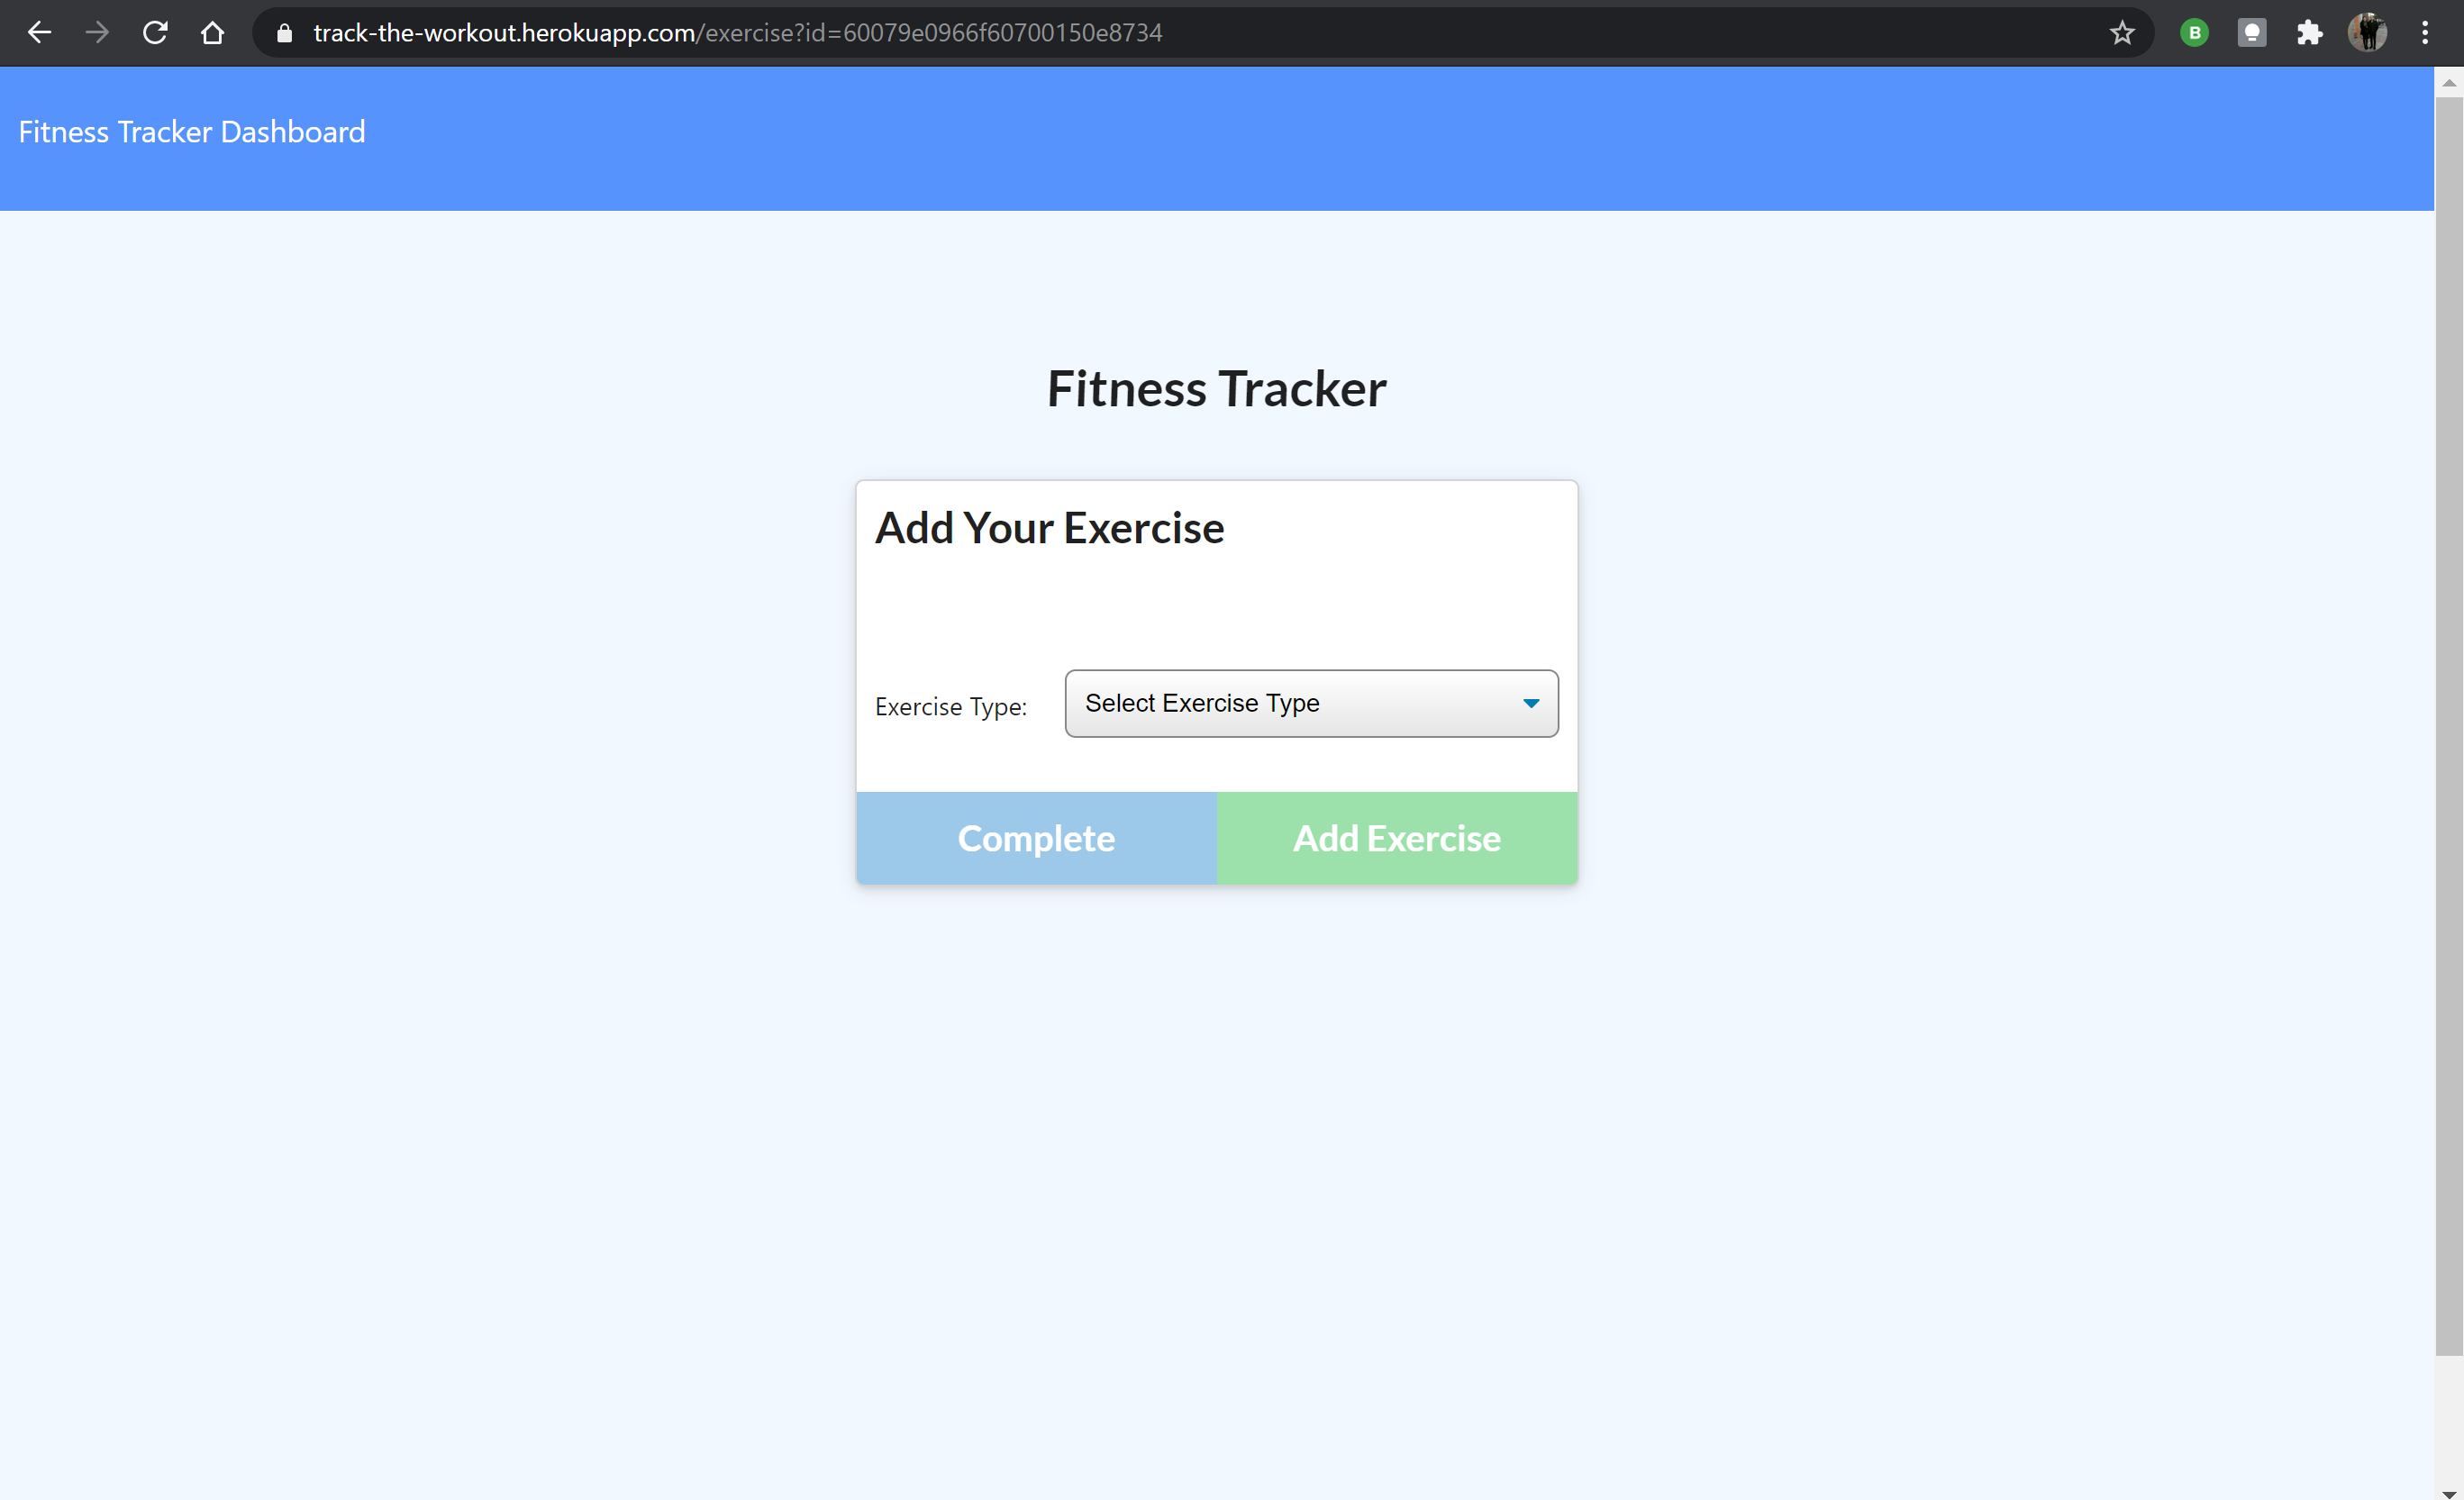 track-the-workout.herokuapp.com/exercise?id=60079e0966f60700150e8734
B
Fitness Tracker Dashboard
Fitness Tracker
Add Your Exercise
Exercise Type: Select Exercise Type
Complete Add Exercise